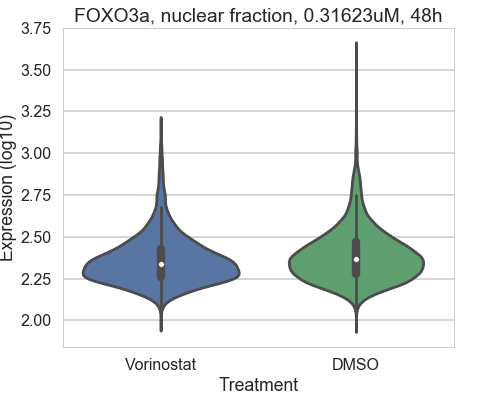 FOXO3a, nuclear fraction, 0.31623uM, 48h
3.75
3.50
3.25
3.00
2.75
2.50
2.25
2.00
Expression (log10)
Vorinostat
DMSO
Treatment